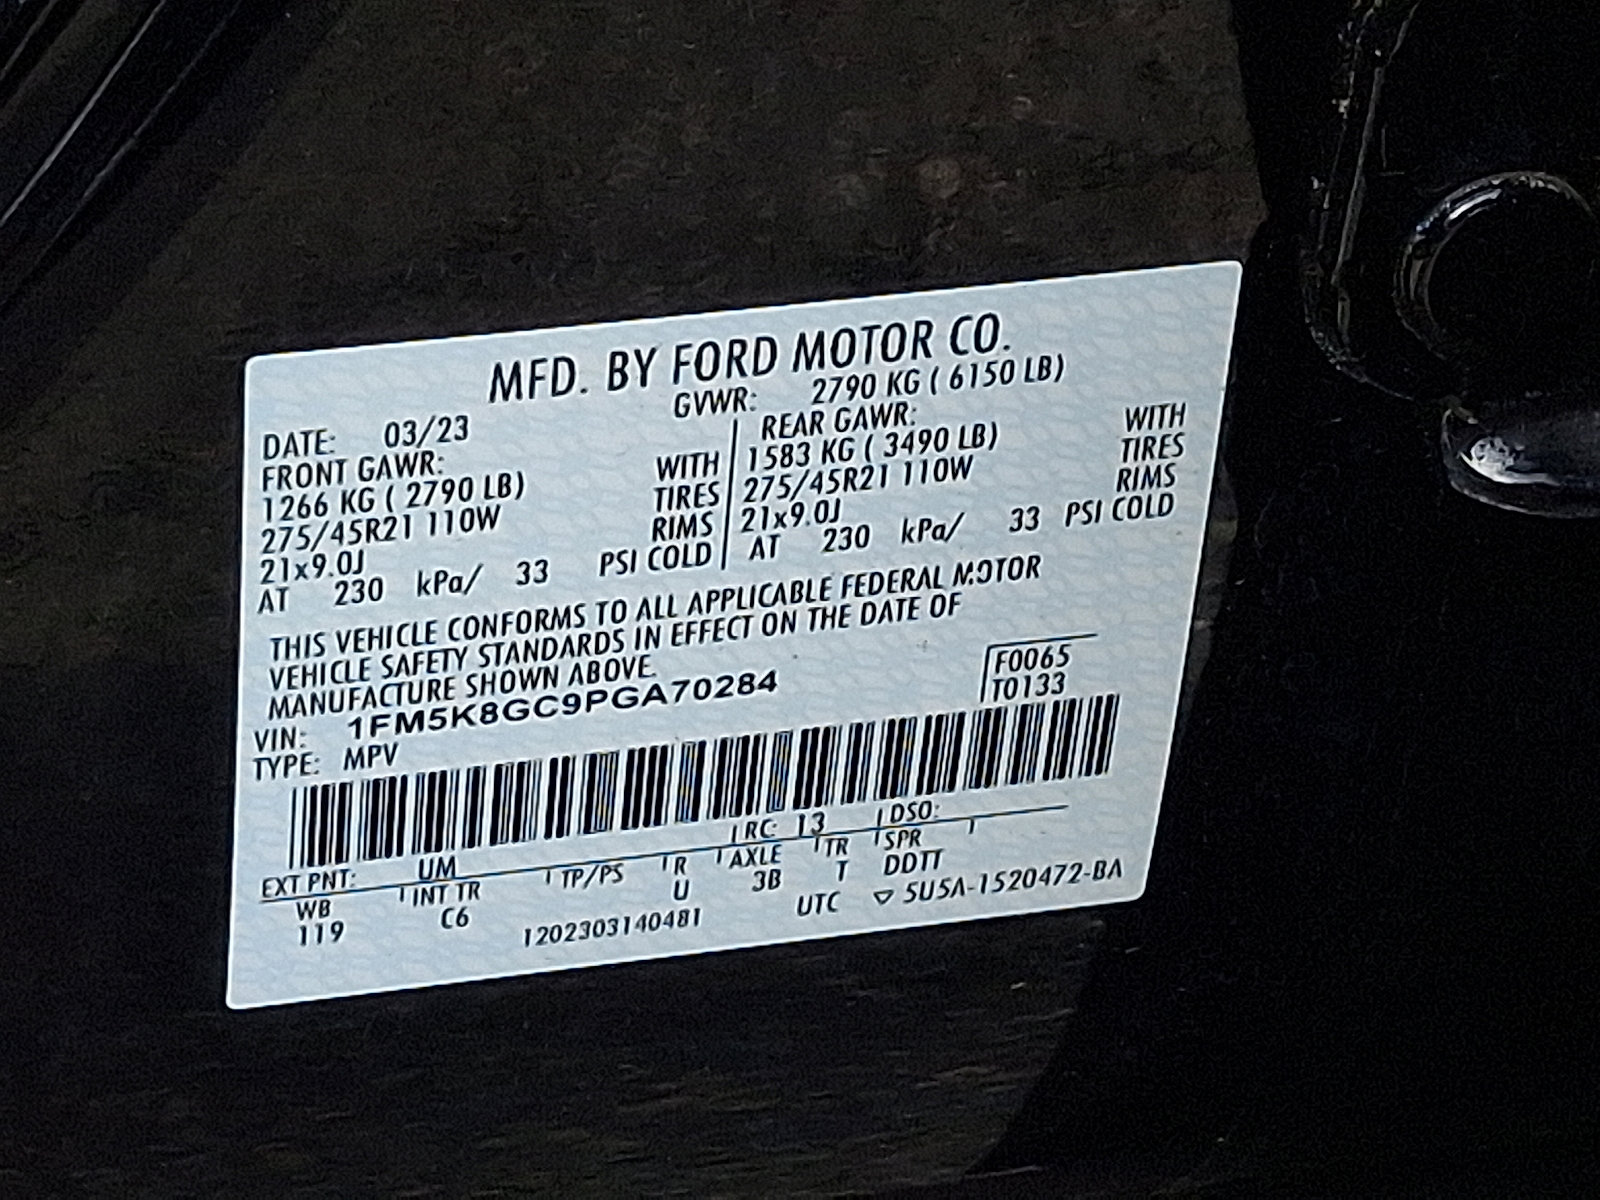 MFD. BY FORD MOTOR CO.
DATE: 03/23 GVWR: 2790 KG ( 6150 LB)
FRONT GAWR: REAR GAWR:
1266 KG ( 2790 LB) WITH 1583 KG ( 3490 LB) WITH
275/45R21 110W TIRES 275/45R21 110W TIRES
21x9.0J RIMS 21x9.0J RIMS
AT 230 kPa/ 33 PSI COLD AT 230 kPa/ 33 PSI COLD
THIS VEHICLE CONFORMS TO ALL APPLICABLE FEDERAL MOTOR
VEHICLE SAFETY STANDARDS IN EFFECT ON THE DATE OF
MANUFACTURE SHOWN ABOVE.
VIN: 1FM5K8GC9PGA70284 F0065
TYPE: MPV T0133
EXT PNT: UM RC: 13 DSO:
WB INT TR TP/PS R AXLE TR SPR
119 C6 U 3B T DDTT
1202303140481 UTC ▽ 5U5A-1520472-BA